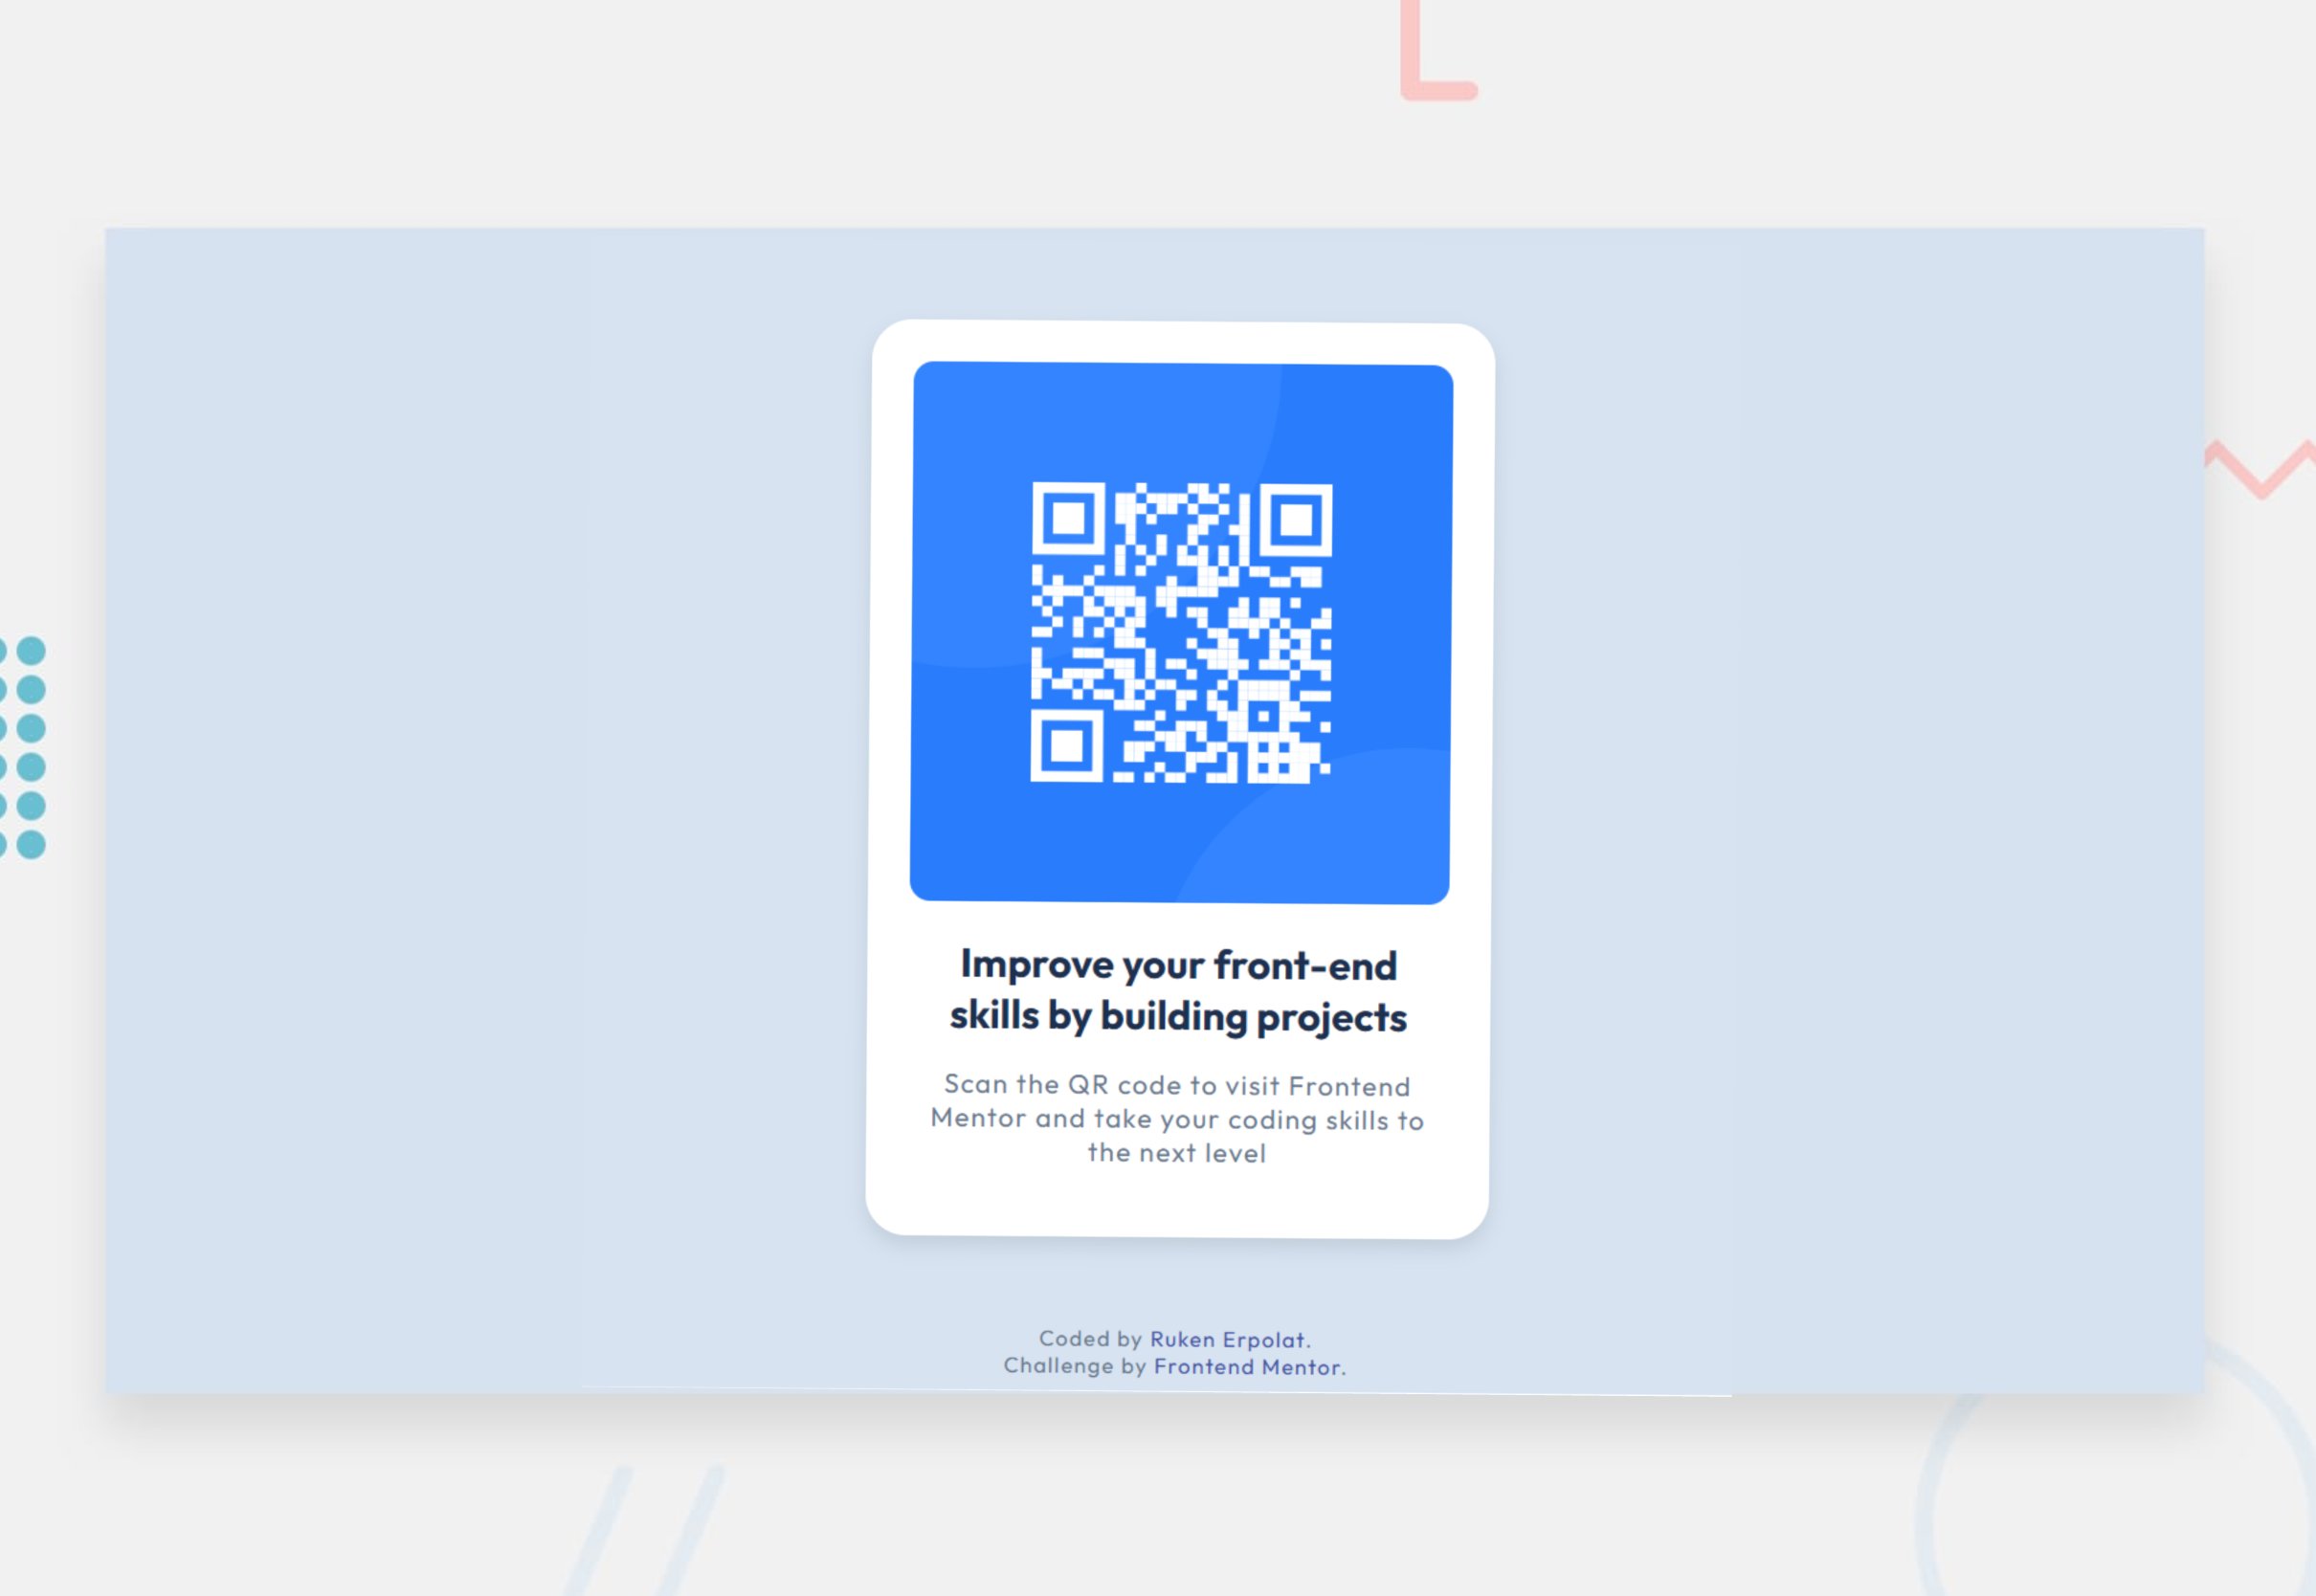 Improve your front-end
skills by building projects
Scan the QR code to visit Frontend
Mentor and take your coding skills to
the next level
Coded by Ruken Erpolat.
Challenge by Frontend Mentor.